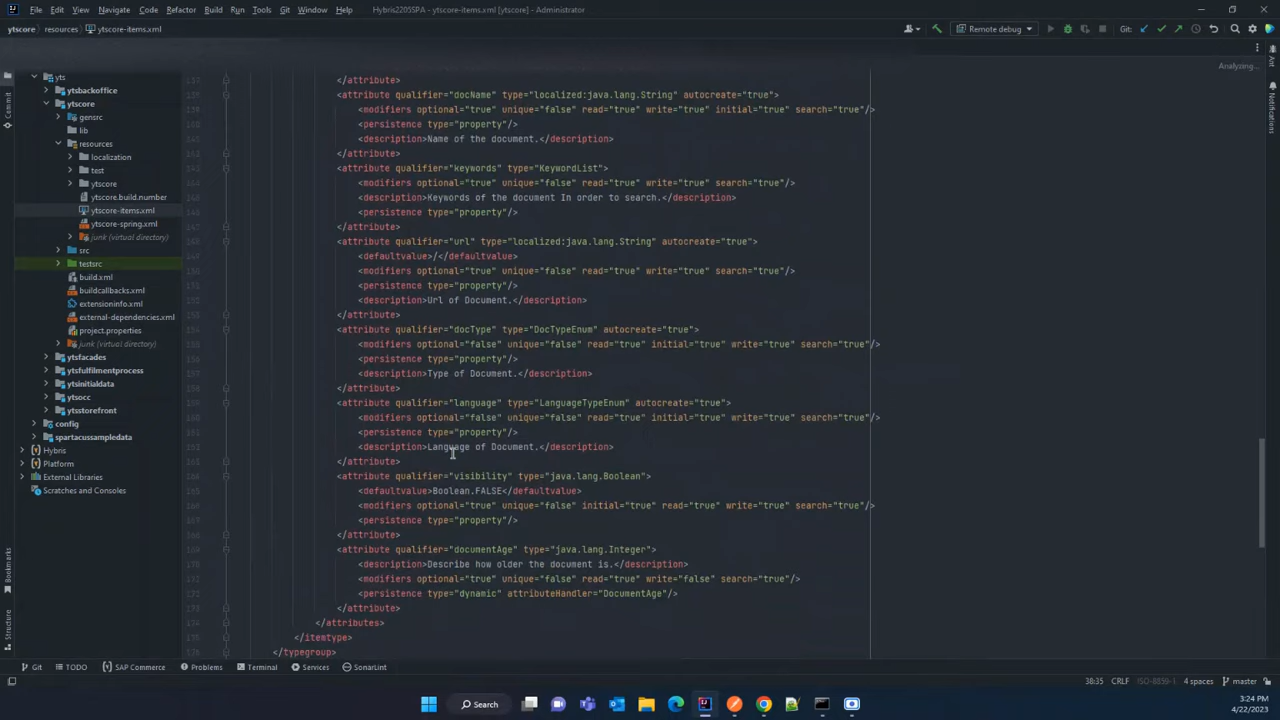 File Edit View Navigate Code Refactor Build Run Tools Git Window Help Hybris2205SPA - ytscore-items.xml [ytscore] - Administrator
ytscore resources ytscore-items.xml Remote debug Git:
Analyzing...
yts
ytsbackoffice
ytscore
gensrc
lib
resources
localization
test
ytscore
ytscore.build.number
ytscore-items.xml
ytscore-spring.xml
junk (virtual directory)
src
testsrc
build.xml
buildcallbacks.xml
extensioninfo.xml
external-dependencies.xml
project.properties
junk (virtual directory)
ytsfacades
ytsfulfilmentprocess
ytsinitialdata
ytsocc
ytsstorefront
config
spartacussampledata
Hybris
Platform
External Libraries
Scratches and Consoles
Commit
Bookmarks
Structure
Ant
Notifications
</attribute>
<attribute qualifier="docName" type="localized:java.lang.String" autocreate="true">
<modifiers optional="true" unique="false" read="true" write="true" initial="true" search="true"/>
<persistence type="property"/>
<description>Name of the document.</description>
</attribute>
<attribute qualifier="keywords" type="KeywordList">
<modifiers optional="true" unique="false" read="true" write="true" search="true"/>
<description>Keywords of the document In order to search.</description>
<persistence type="property"/>
</attribute>
<attribute qualifier="url" type="localized:java.lang.String" autocreate="true">
<defaultvalue>/</defaultvalue>
<modifiers optional="true" unique="false" read="true" write="true" search="true"/>
<persistence type="property"/>
<description>Url of Document.</description>
</attribute>
<attribute qualifier="docType" type="DocTypeEnum" autocreate="true">
<modifiers optional="false" unique="false" read="true" initial="true" write="true" search="true"/>
<persistence type="property"/>
<description>Type of Document.</description>
</attribute>
<attribute qualifier="language" type="LanguageTypeEnum" autocreate="true">
<modifiers optional="false" unique="false" read="true" initial="true" write="true" search="true"/>
<persistence type="property"/>
<description>Language of Document.</description>
</attribute>
<attribute qualifier="visibility" type="java.lang.Boolean">
<defaultvalue>Boolean.FALSE</defaultvalue>
<modifiers optional="true" unique="false" initial="true" read="true" write="true" search="true"/>
<persistence type="property"/>
</attribute>
<attribute qualifier="documentAge" type="java.lang.Integer">
<description>Describe how older the document is.</description>
<modifiers optional="true" unique="false" read="true" write="false" search="true"/>
<persistence type="dynamic" attributeHandler="DocumentAge"/>
</attribute>
</attributes>
</itemtype>
</typegroup>
Git TODO SAP Commerce Problems Terminal Services SonarLint
38:35 CRLF ISO-8859-1 4 spaces master
Search
3:24 PM
4/22/2023